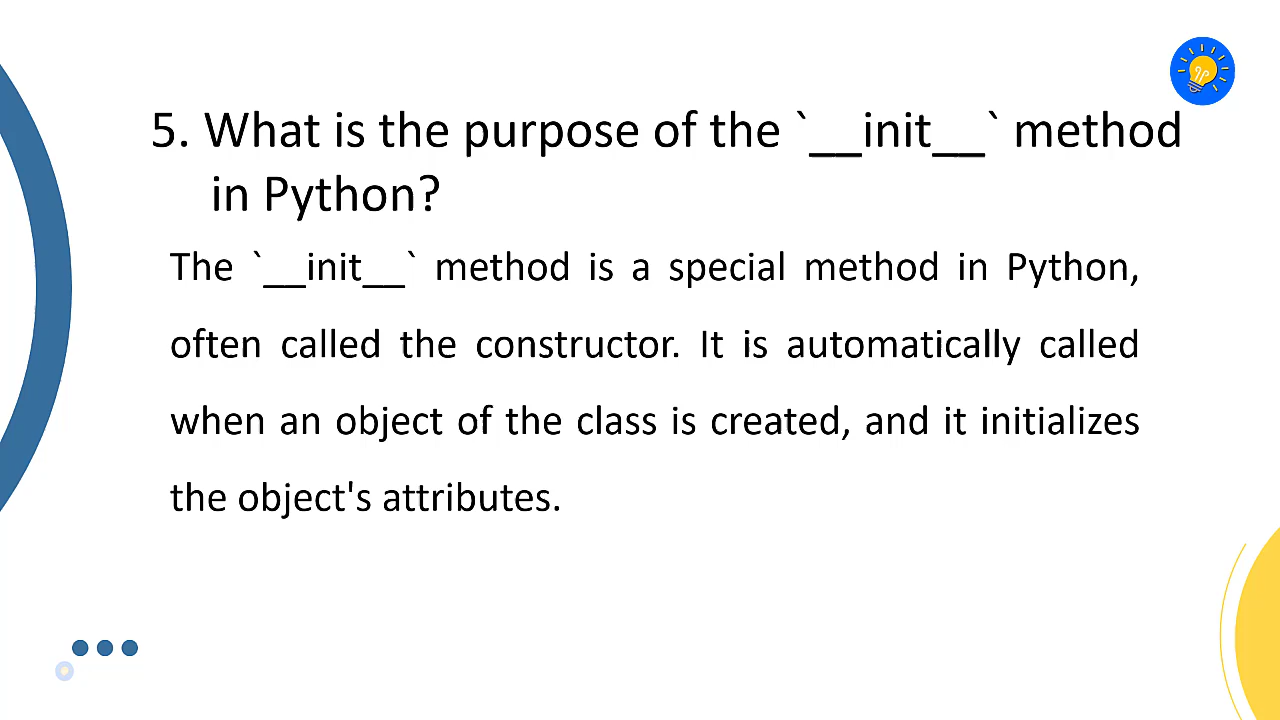 5. What is the purpose of the `__init__` method
in Python?
The `__init__` method is a special method in Python,
often called the constructor. It is automatically called
when an object of the class is created, and it initializes
the object's attributes.